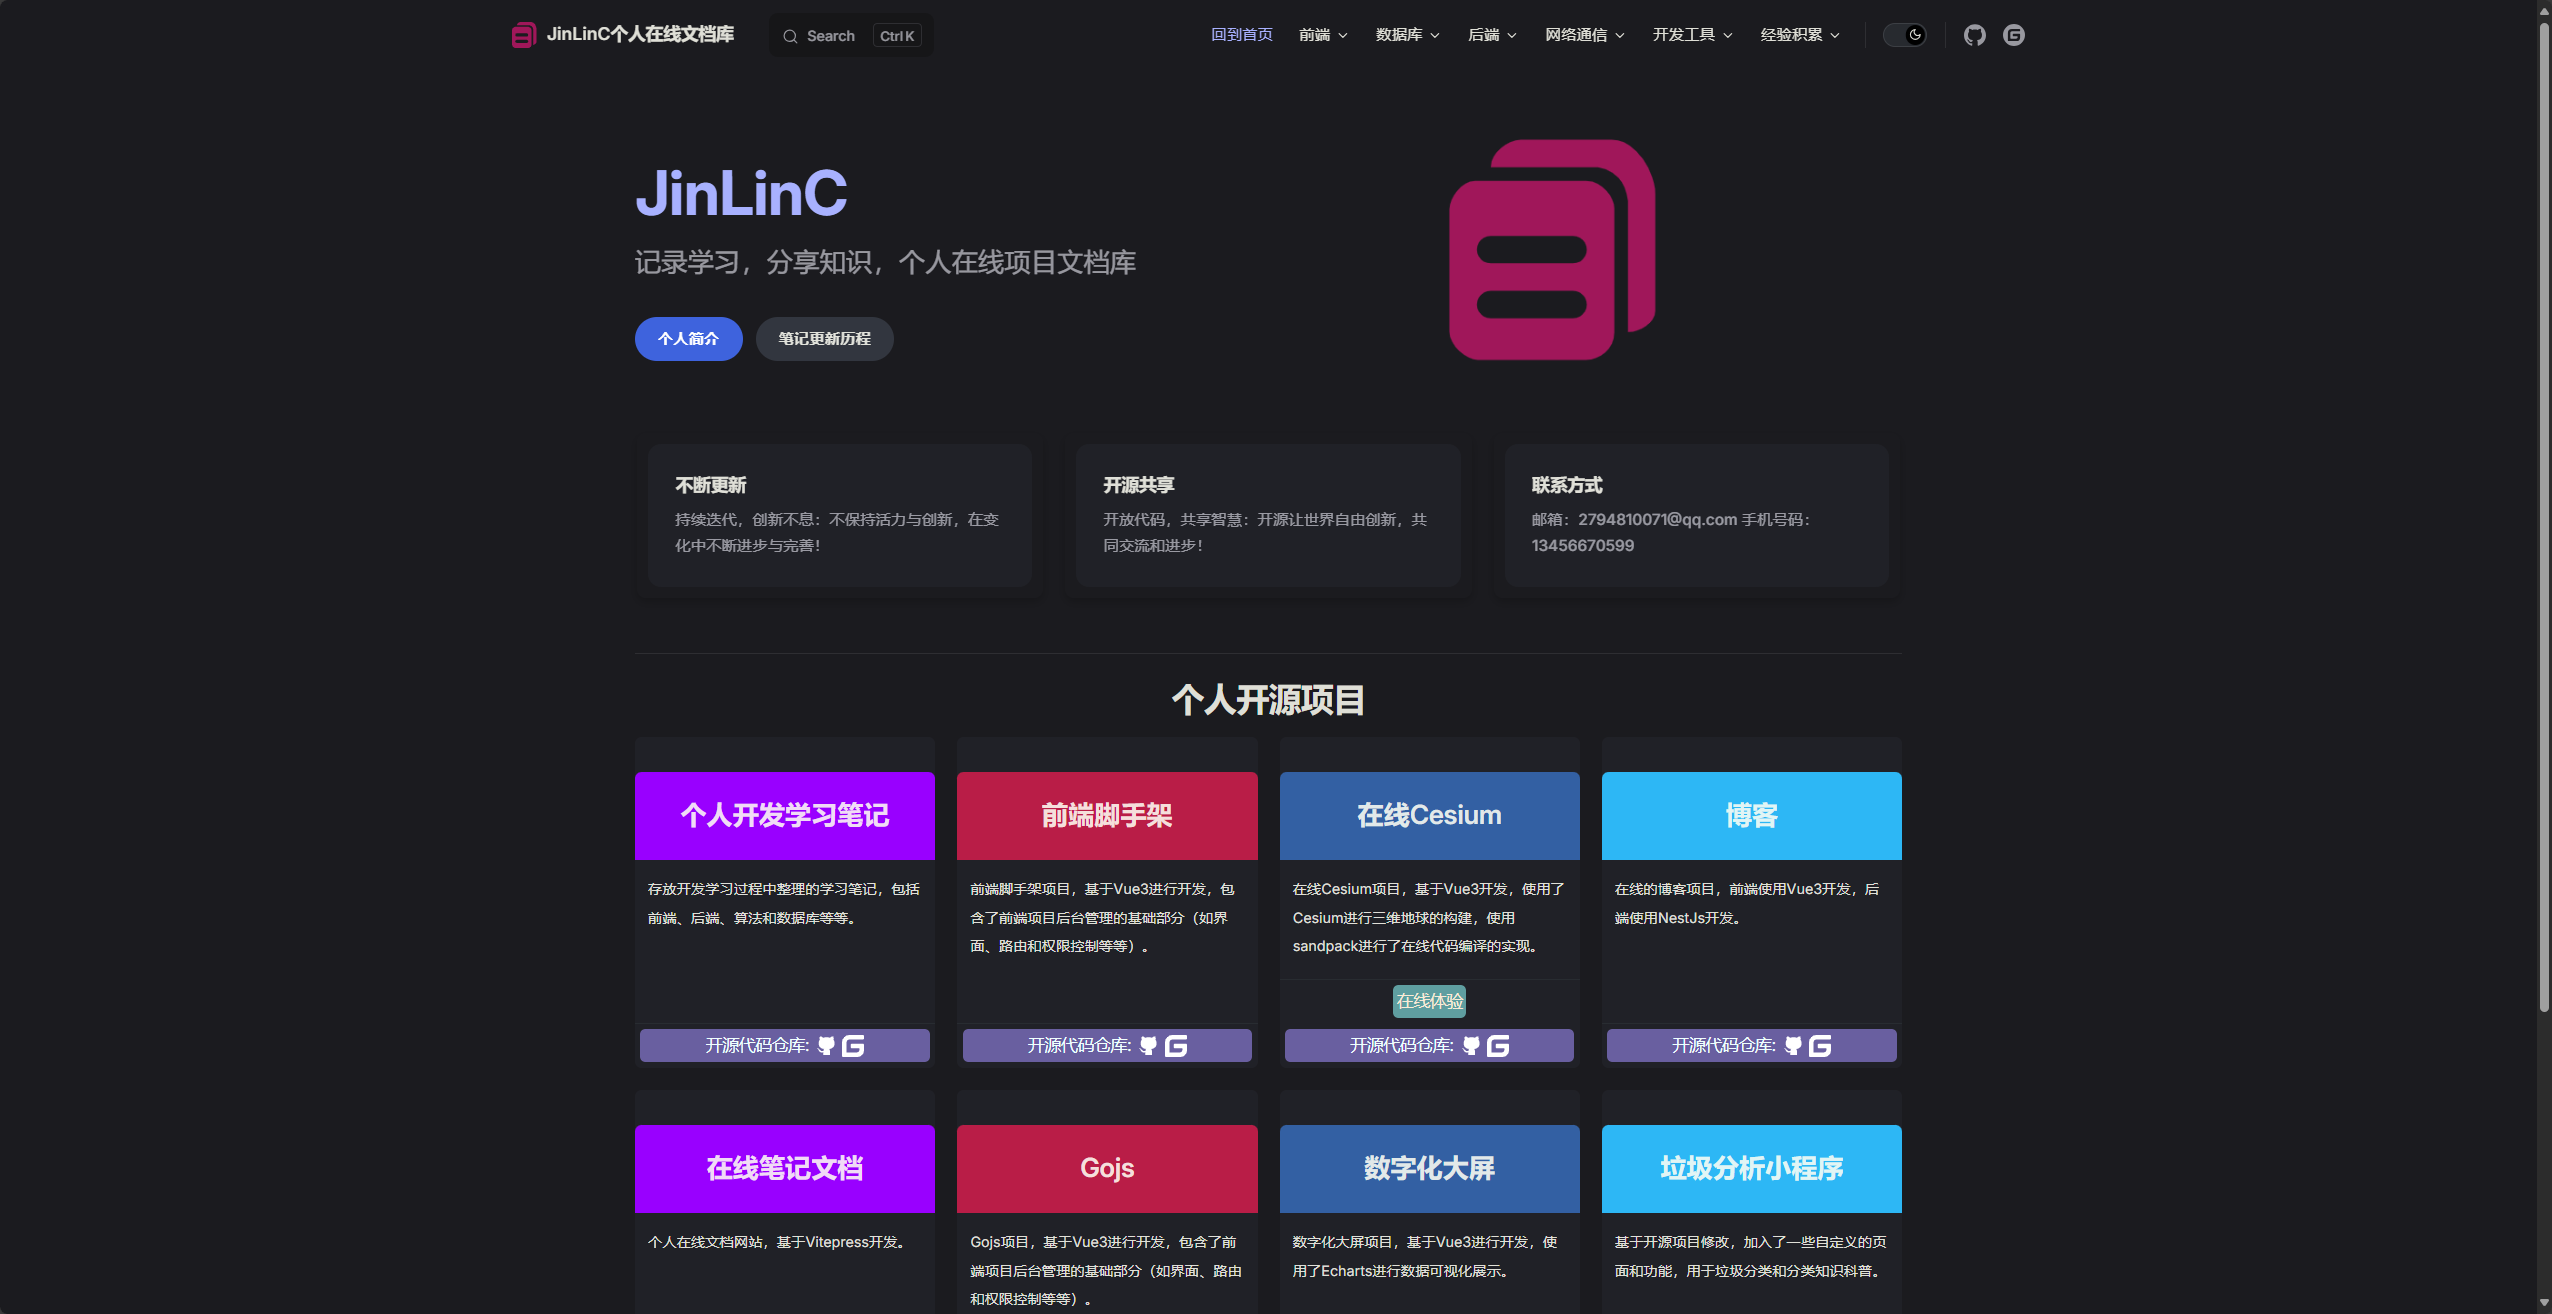 JinLinC个人在线文档库
Search Ctrl K
回到首页 前端 数据库 后端 网络通信 开发工具 经验积累
JinLinC
记录学习，分享知识，个人在线项目文档库
个人简介 笔记更新历程
不断更新
持续迭代，创新不息：不保持活力与创新，在变
化中不断进步与完善！
开源共享
开放代码，共享智慧：开源让世界自由创新，共
同交流和进步！
联系方式
邮箱：2794810071@qq.com 手机号码：
13456670599
个人开源项目
个人开发学习笔记
存放开发学习过程中整理的学习笔记，包括
前端、后端、算法和数据库等等。
开源代码仓库:
前端脚手架
前端脚手架项目，基于Vue3进行开发，包
含了前端项目后台管理的基础部分（如界
面、路由和权限控制等等）。
开源代码仓库:
在线Cesium
在线Cesium项目，基于Vue3开发，使用了
Cesium进行三维地球的构建，使用
sandpack进行了在线代码编译的实现。
在线体验
开源代码仓库:
博客
在线的博客项目，前端使用Vue3开发，后
端使用NestJs开发。
开源代码仓库:
在线笔记文档
个人在线文档网站，基于Vitepress开发。
Gojs
Gojs项目，基于Vue3进行开发，包含了前
端项目后台管理的基础部分（如界面、路由
和权限控制等等）。
数字化大屏
数字化大屏项目，基于Vue3进行开发，使
用了Echarts进行数据可视化展示。
垃圾分析小程序
基于开源项目修改，加入了一些自定义的页
面和功能，用于垃圾分类和分类知识科普。